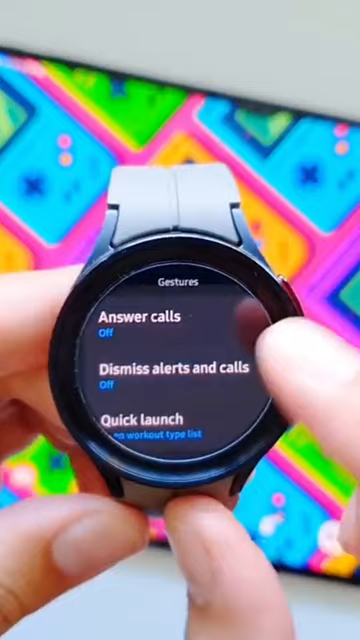 Gestures
Answer calls
Off
Dismiss alerts and calls
Off
Quick launch
workout type list